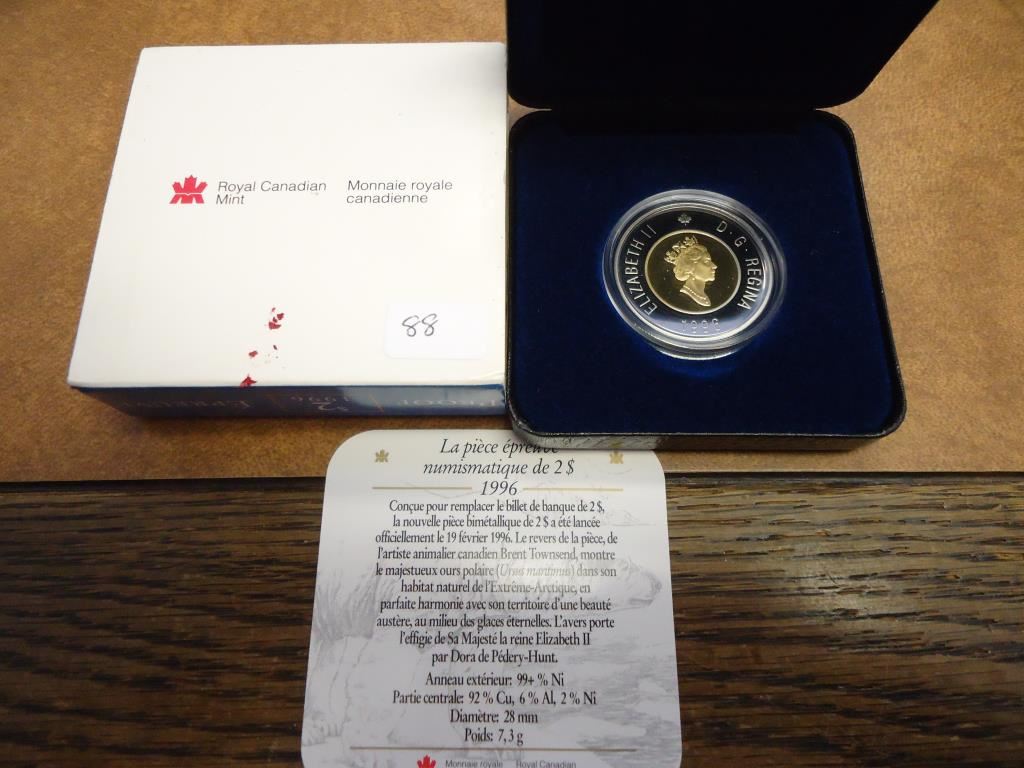 Royal Canadian Mint
Monnaie royale canadienne
88
$2
1996
ELIZABETH II D·G·REGINA
1996
La pièce épreuve
numismatique de 2 $
1996
Conçue pour remplacer le billet de banque de 2 $,
la nouvelle pièce bimétallique de 2 $ a été lancée
officiellement le 19 février 1996. Le revers de la pièce, de
l'artiste animalier canadien Brent Townsend, montre
le majestueux ours polaire (Ursus maritimus) dans son
habitat naturel de l'Extrême-Arctique, en
parfaite harmonie avec son territoire d'une beauté
austère, au milieu des glaces éternelles. L'avers porte
l'effigie de Sa Majesté la reine Elizabeth II
par Dora de Pédery-Hunt.
Anneau extérieur: 99+ % Ni
Partie centrale: 92 % Cu, 6 % Al, 2 % Ni
Diamètre: 28 mm
Poids: 7,3 g
Monnaie royale Royal Canadian